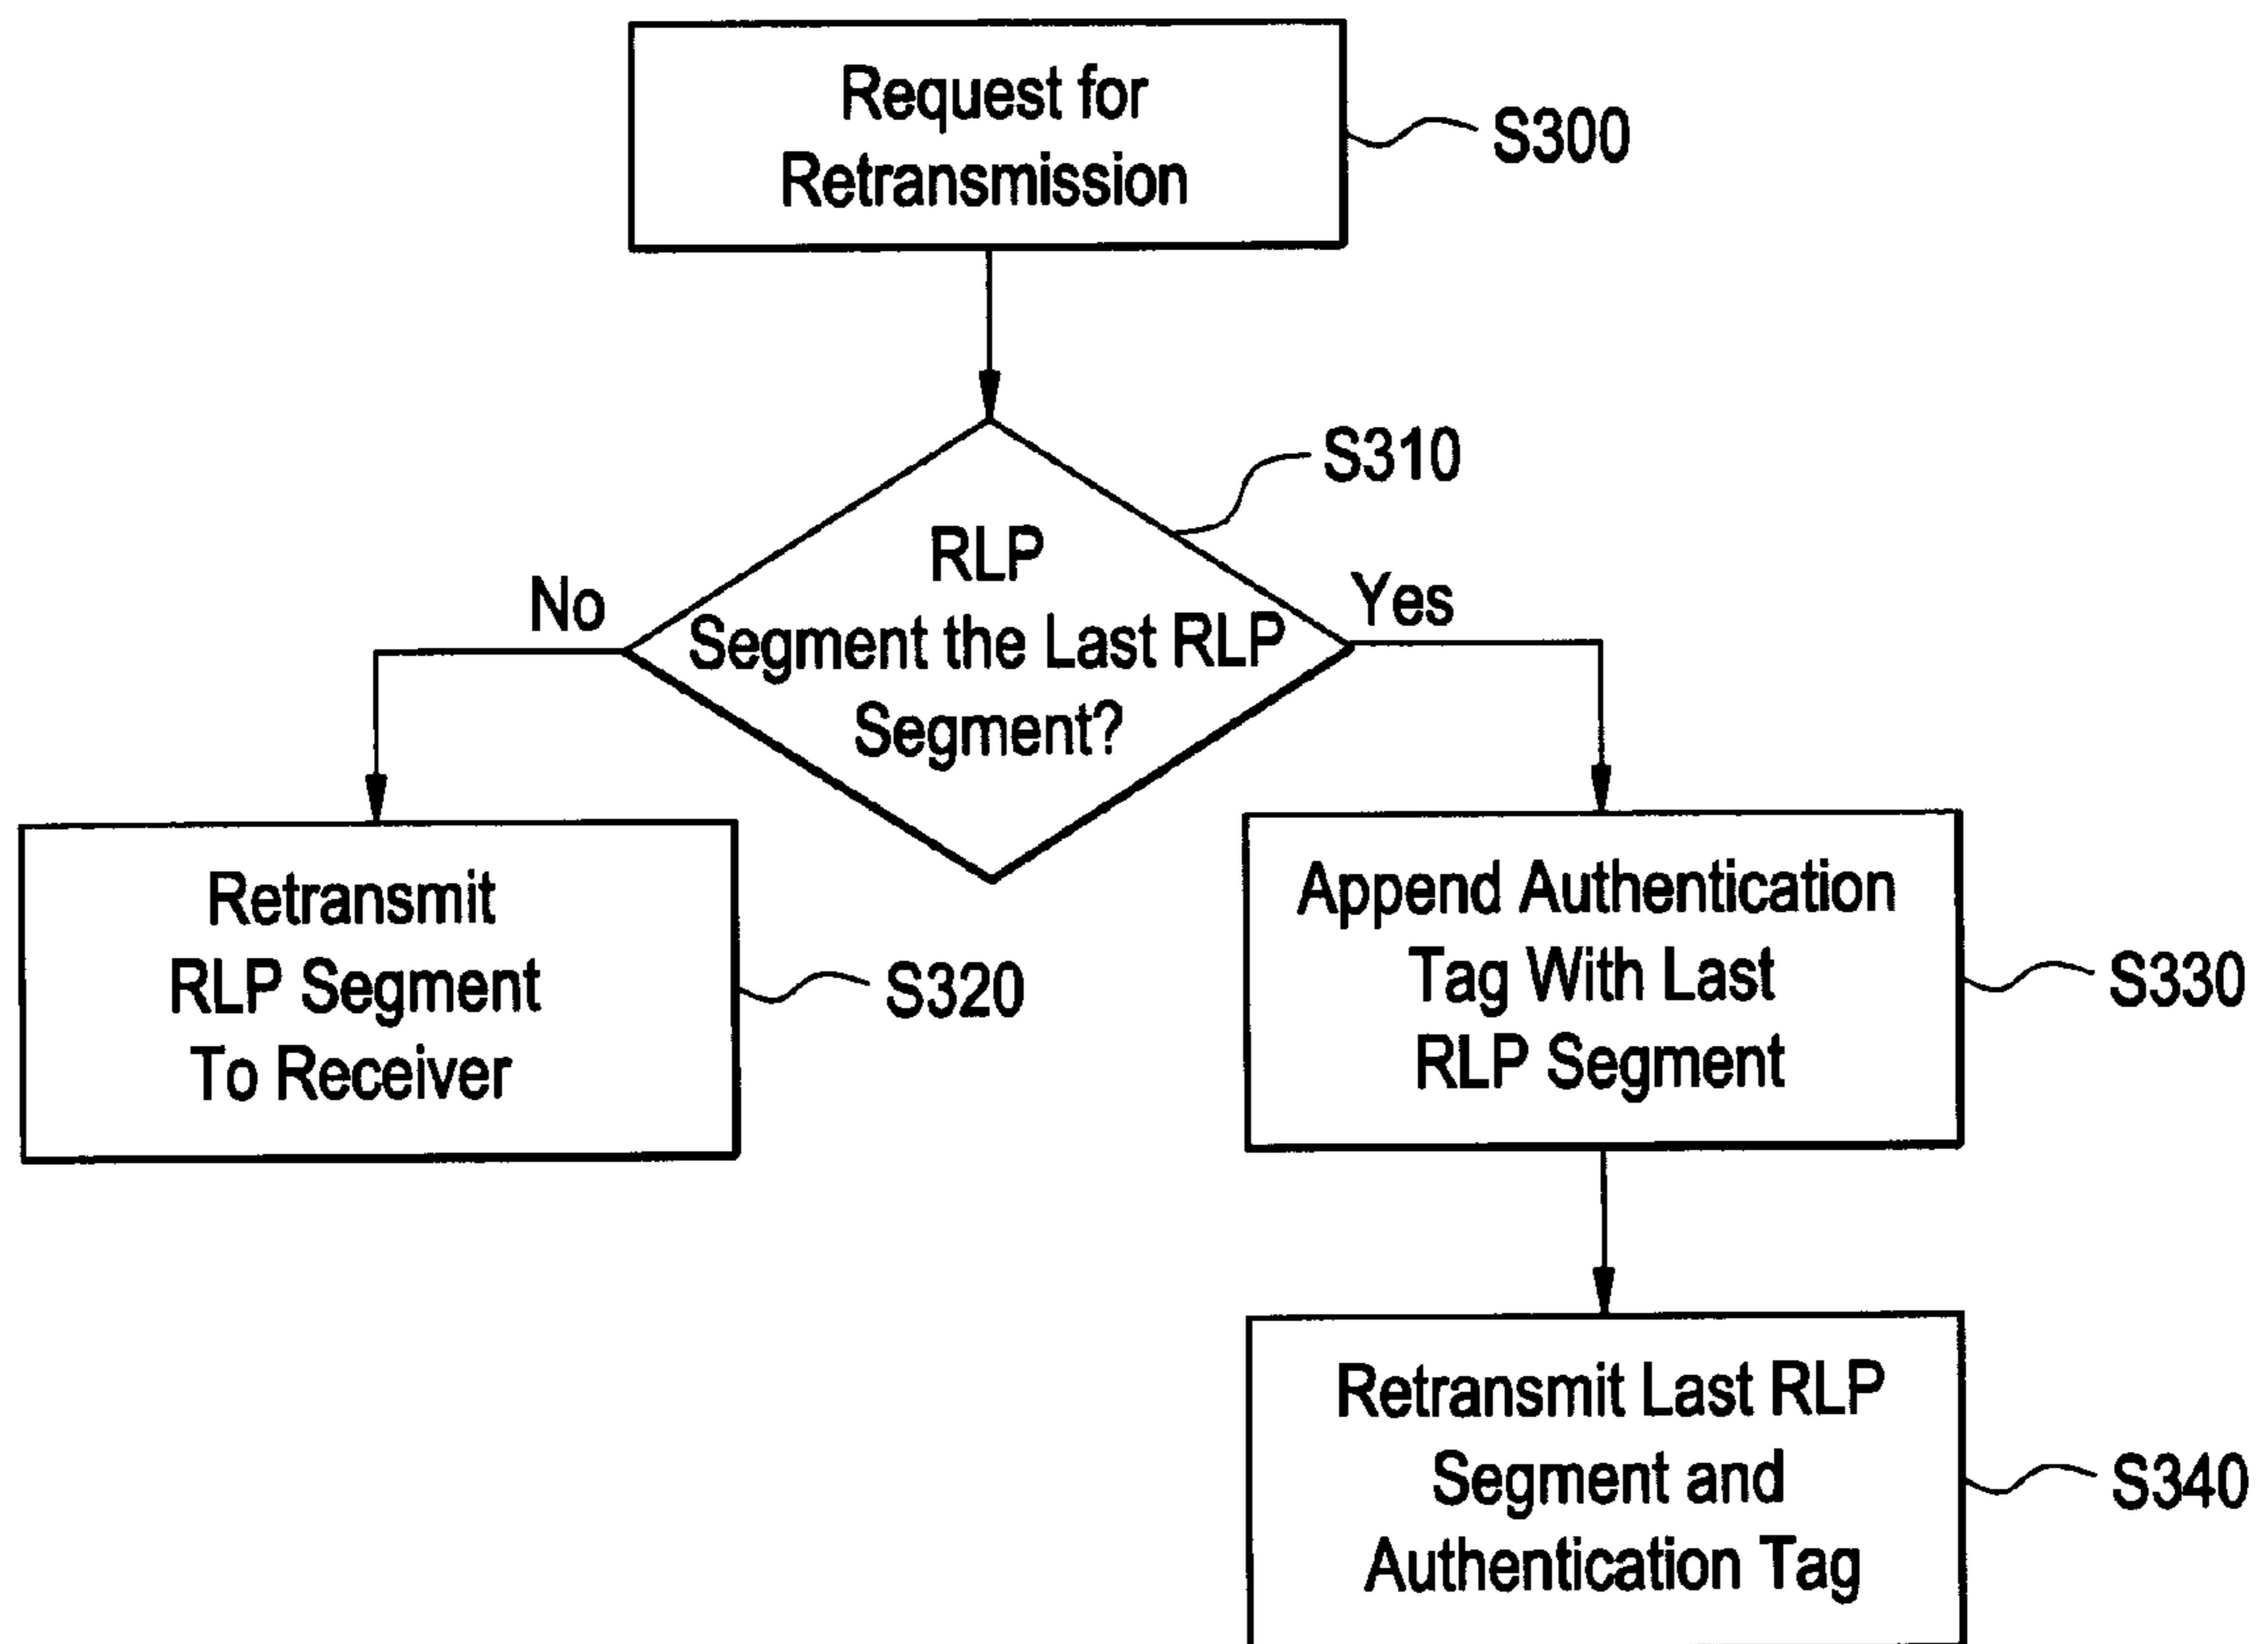 Request for
Retransmission
S300
S310
RLP
Segment the Last RLP
Segment?
No
Yes
Retransmit
RLP Segment
To Receiver
S320
Append Authentication
Tag With Last
RLP Segment
S330
Retransmit Last RLP
Segment and
Authentication Tag
S340